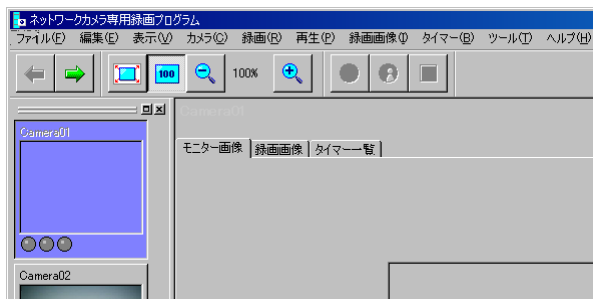 ネットワークカメラ専用録画プログラム
ファイル(F) 編集(E) 表示(V) カメラ(C) 録画(R) 再生(P) 録画画像(I) タイマー(B) ツール(T) ヘルプ(H)
100 100%
Camera01
Camera01
モニター画像 録画画像 タイマー一覧
Camera02